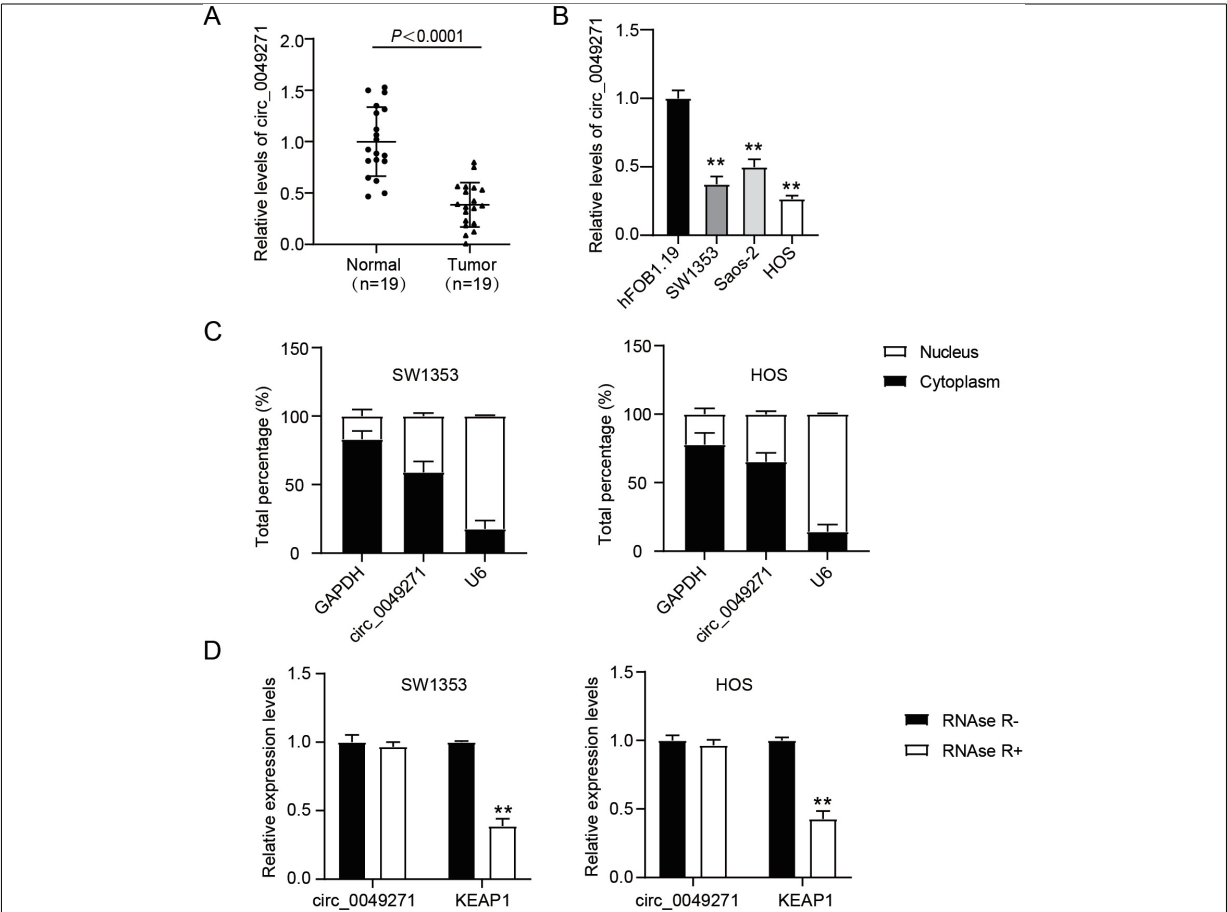 A
Relative levels of circ_0049271
2.0
1.5
1.0
0.5
0.0
P<0.0001
Normal
(n=19)
Tumor
(n=19)
B
Relative levels of circ_0049271
1.5
1.0
0.5
0.0
**
**
**
hFOB1.19
SW1353
Saos-2
HOS
C
Total percentage (%)
150
100
50
0
SW1353
GAPDH
circ_0049271
U6
Total percentage (%)
150
100
50
0
HOS
GAPDH
circ_0049271
U6
Nucleus
Cytoplasm
D
Relative expression levels
1.5
1.0
0.5
0.0
SW1353
**
circ_0049271
KEAP1
Relative expression levels
1.5
1.0
0.5
0.0
HOS
**
circ_0049271
KEAP1
RNAse R-
RNAse R+